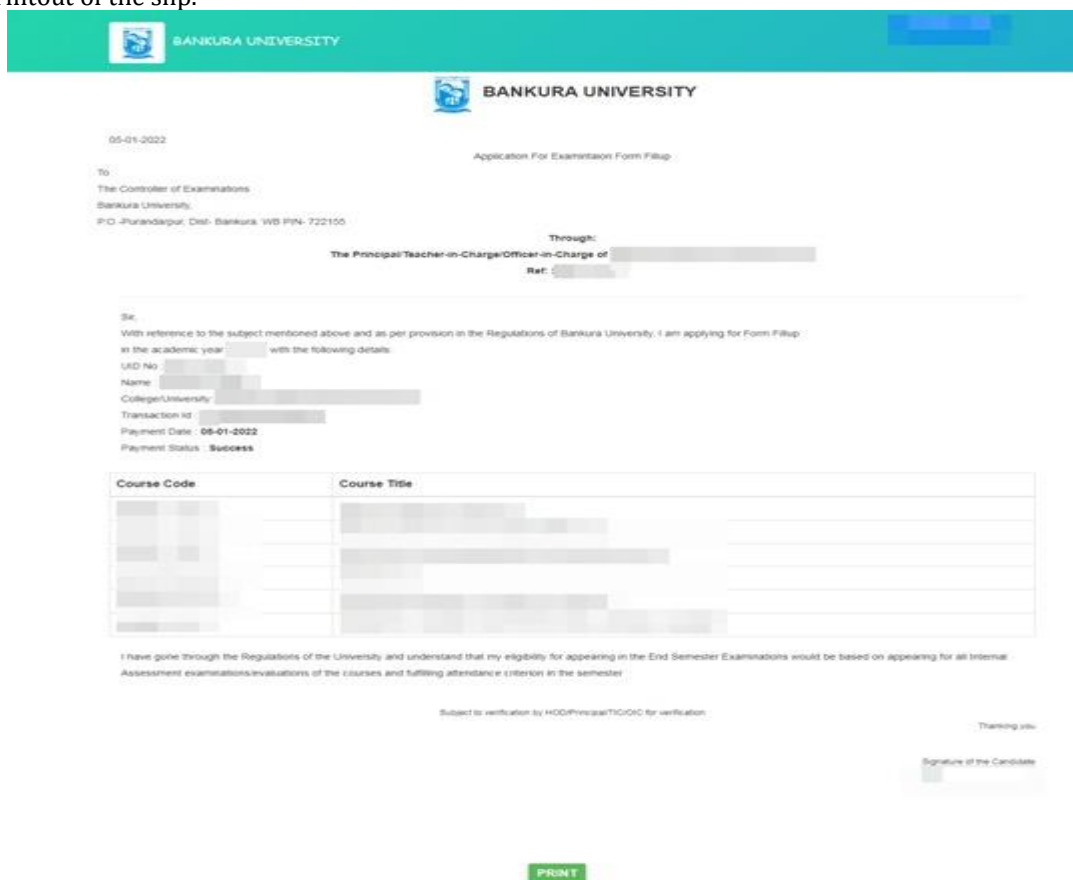 intout of the slip.
BANKURA UNIVERSITY
BANKURA UNIVERSITY
05-01-2022
Application For Examintaion Form Fillup
To
The Controller of Examinations
Bankura University,
P.O.-Purandarpur, Dist- Bankura, WB PIN- 722155
Through:
The Principal/Teacher-in-Charge/Officer-in-Charge of
Ref: :
Sir,
With reference to the subject mentioned above and as per provision in the Regulations of Bankura University, I am applying for Form Fillup
in the academic year with the following details:
UID No :
Name :
College/University:
Transaction Id :
Payment Date : 05-01-2022
Payment Status : Success
Course Code Course Title
I have gone through the Regulations of the University and understand that my eligibility for appearing in the End Semester Examinations would be based on appearing for all Internal
Assessment examinations/evaluations of the courses and fulfilling attendance criterion in the semester
Subject to verification by HOD/Principal/TIC/OIC for verification
Thanking you
Signature of the Candidate
PRINT